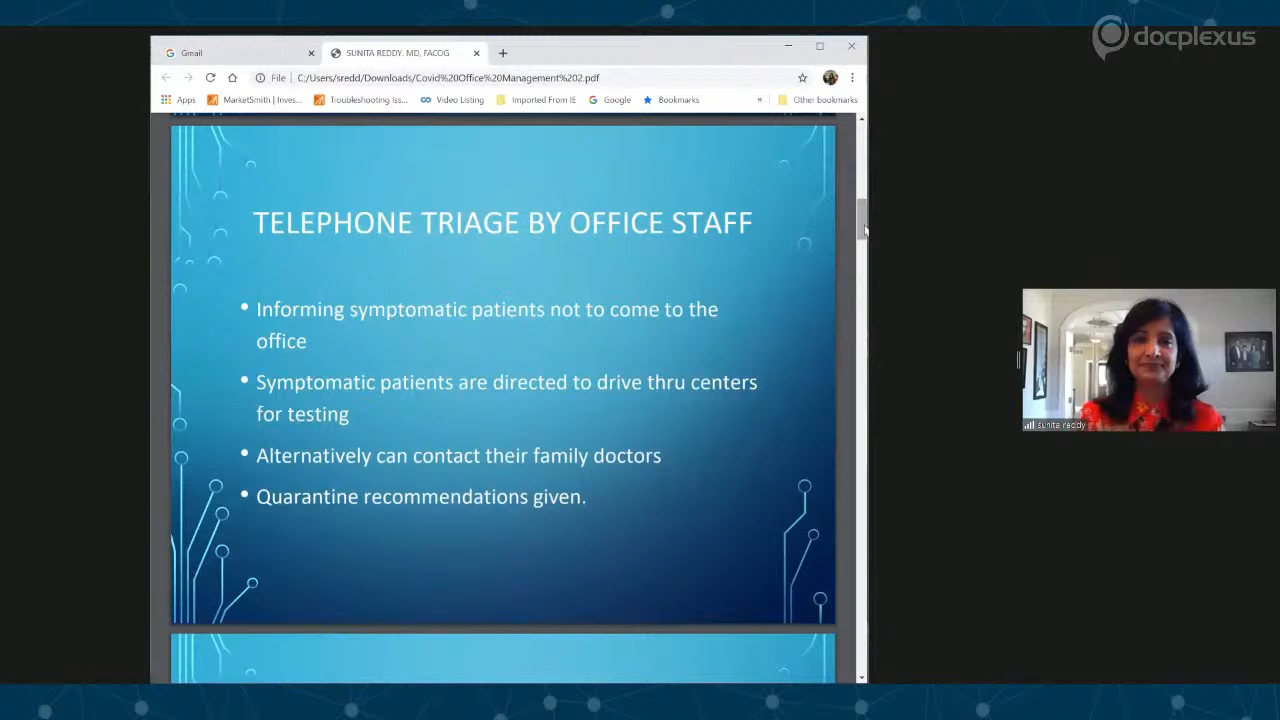 docplexus
Gmail
SUNITA REDDY. MD, FACOG
File
C:/Users/sredd/Downloads/Covid%20Office%20Management%202.pdf
Apps
MarketSmith | Inves...
Troubleshooting Iss...
Video Listing
Imported From IE
Google
Bookmarks
»
Other bookmarks
TELEPHONE TRIAGE BY OFFICE STAFF
• Informing symptomatic patients not to come to the
office
• Symptomatic patients are directed to drive thru centers
for testing
• Alternatively can contact their family doctors
• Quarantine recommendations given.
sunita reddy